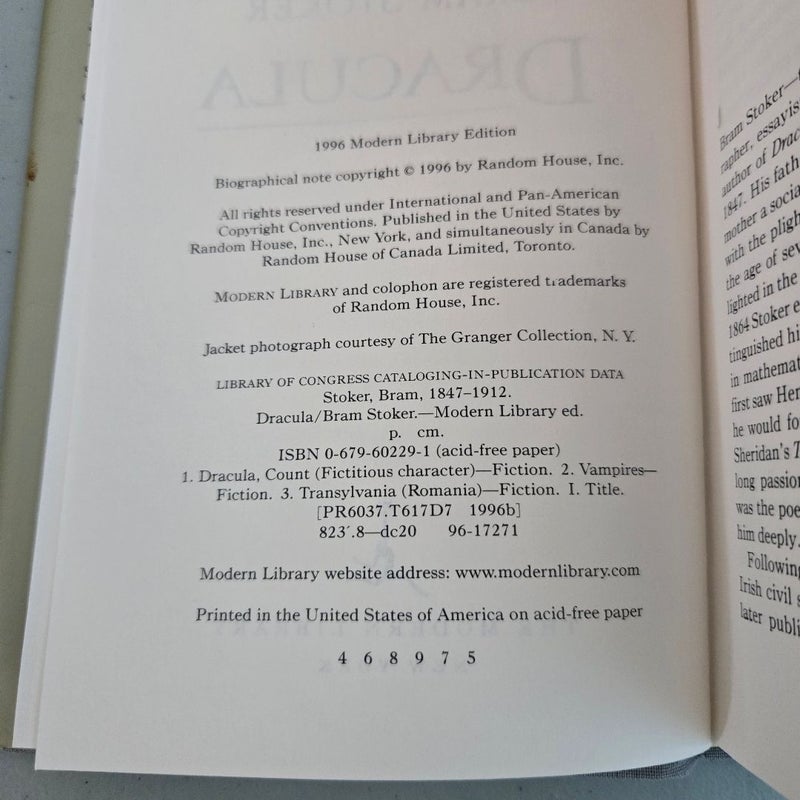 DRACULA
1996 Modern Library Edition
Biographical note copyright © 1996 by Random House, Inc.
All rights reserved under International and Pan-American
Copyright Conventions. Published in the United States by
Random House, Inc., New York, and simultaneously in Canada by
Random House of Canada Limited, Toronto.
MODERN LIBRARY and colophon are registered trademarks
of Random House, Inc.
Jacket photograph courtesy of The Granger Collection, N. Y.
LIBRARY OF CONGRESS CATALOGING-IN-PUBLICATION DATA
Stoker, Bram, 1847–1912.
Dracula/Bram Stoker.—Modern Library ed.
p. cm.
ISBN 0-679-60229-1 (acid-free paper)
1. Dracula, Count (Fictitious character)—Fiction. 2. Vampires—
Fiction. 3. Transylvania (Romania)—Fiction. I. Title.
[PR6037.T617D7 1996b]
823′.8—dc20 96-17271
Modern Library website address: www.modernlibrary.com
Printed in the United States of America on acid-free paper
4 6 8 9 7 5
Bram Stoker—
rapher, essayis
author of Drac
1847. His fath
mother a socia
with the pligh
the age of sev
lighted in the
1864 Stoker e
tinguished hi
in mathemat
first saw Her
he would fo
Sheridan's T
long passion
was the poe
him deeply.
Following
Irish civil s
later publi